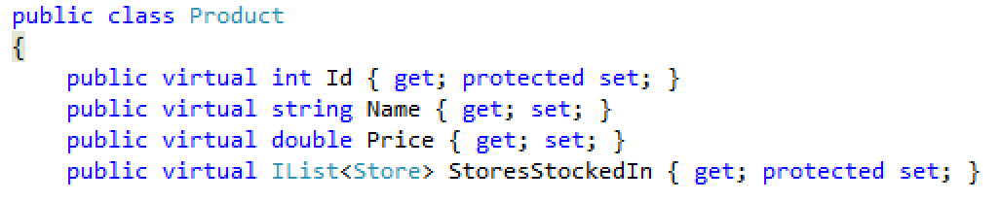 public class Product
{
    public virtual int Id { get; protected set; }
    public virtual string Name { get; set; }
    public virtual double Price { get; set; }
    public virtual IList<Store> StoresStockedIn { get; protected set; }